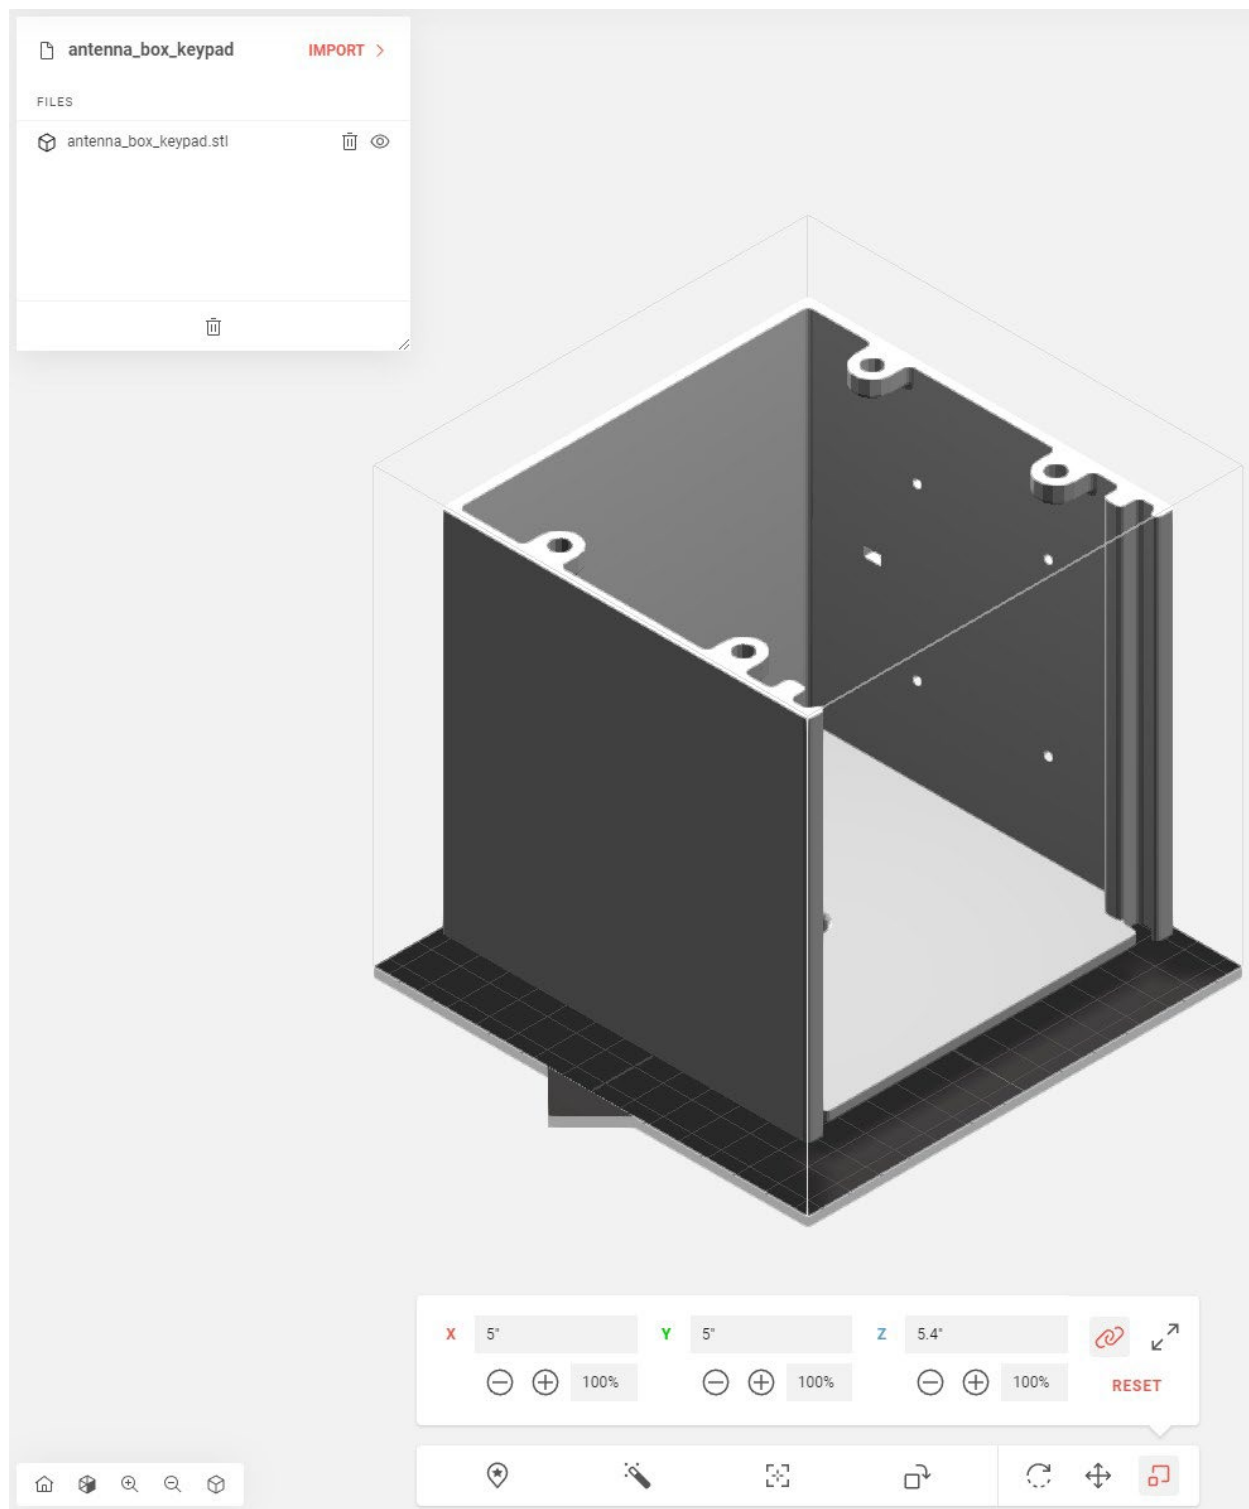 antenna_box_keypad IMPORT >
FILES
antenna_box_keypad.stl
X 5" Y 5" Z 5.4"
100% 100% 100% RESET